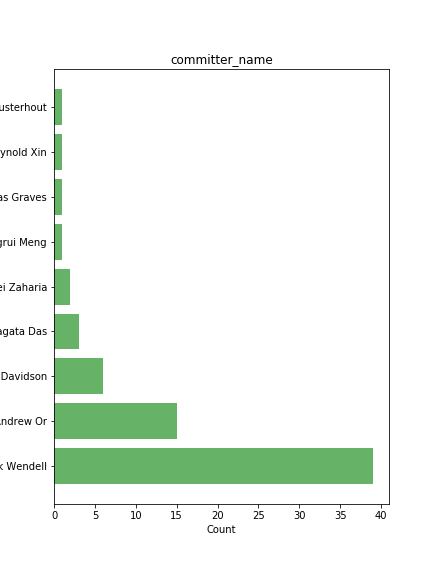 committer_name
usterhout
ynold Xin
as Graves
grui Meng
ei Zaharia
agata Das
Davidson
Andrew Or
k Wendell
0 5 10 15 20 25 30 35 40
Count